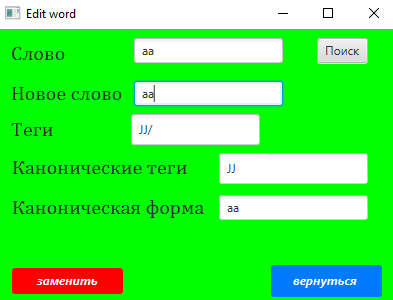 Edit word
Слово aa Поиск
Новое слово aa
Теги JJ/
Канонические теги JJ
Каноническая форма aa
заменить вернуться